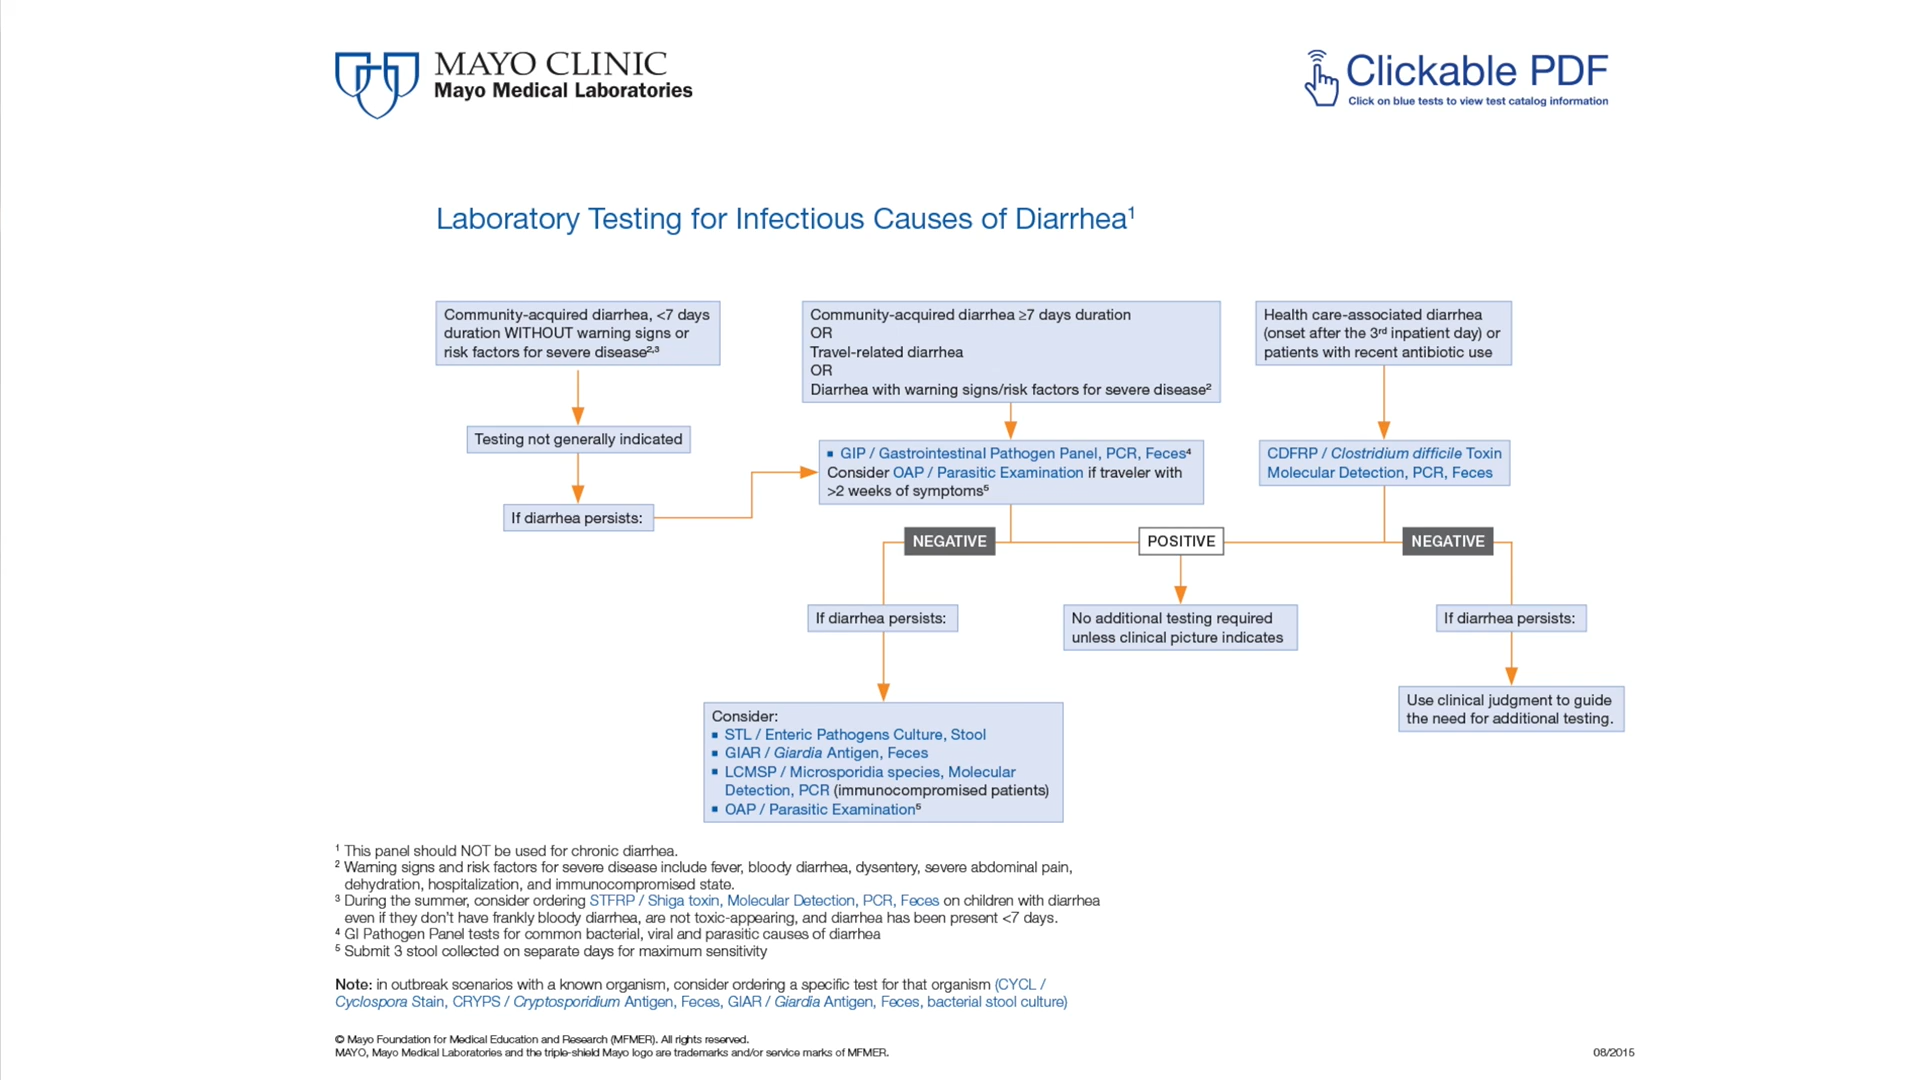 MAYO CLINIC
Mayo Medical Laboratories
Clickable PDF
Click on blue tests to view test catalog information
Laboratory Testing for Infectious Causes of Diarrhea¹
Community-acquired diarrhea, <7 days
duration WITHOUT warning signs or
risk factors for severe disease²,³
Testing not generally indicated
If diarrhea persists:
Community-acquired diarrhea ≥7 days duration
OR
Travel-related diarrhea
OR
Diarrhea with warning signs/risk factors for severe disease²
▪ GIP / Gastrointestinal Pathogen Panel, PCR, Feces⁴
Consider OAP / Parasitic Examination if traveler with
>2 weeks of symptoms⁵
Health care-associated diarrhea
(onset after the 3rd inpatient day) or
patients with recent antibiotic use
CDFRP / Clostridium difficile Toxin
Molecular Detection, PCR, Feces
NEGATIVE
POSITIVE
NEGATIVE
If diarrhea persists:
No additional testing required
unless clinical picture indicates
If diarrhea persists:
Use clinical judgment to guide
the need for additional testing.
Consider:
▪ STL / Enteric Pathogens Culture, Stool
▪ GIAR / Giardia Antigen, Feces
▪ LCMSP / Microsporidia species, Molecular
Detection, PCR (immunocompromised patients)
▪ OAP / Parasitic Examination⁵
¹ This panel should NOT be used for chronic diarrhea.
² Warning signs and risk factors for severe disease include fever, bloody diarrhea, dysentery, severe abdominal pain,
dehydration, hospitalization, and immunocompromised state.
³ During the summer, consider ordering STFRP / Shiga toxin, Molecular Detection, PCR, Feces on children with diarrhea
even if they don't have frankly bloody diarrhea, are not toxic-appearing, and diarrhea has been present <7 days.
⁴ GI Pathogen Panel tests for common bacterial, viral and parasitic causes of diarrhea
⁵ Submit 3 stool collected on separate days for maximum sensitivity
Note: in outbreak scenarios with a known organism, consider ordering a specific test for that organism (CYCL /
Cyclospora Stain, CRYPS / Cryptosporidium Antigen, Feces, GIAR / Giardia Antigen, Feces, bacterial stool culture)
© Mayo Foundation for Medical Education and Research (MFMER). All rights reserved.
MAYO, Mayo Medical Laboratories and the triple-shield Mayo logo are trademarks and/or service marks of MFMER.
08/2015